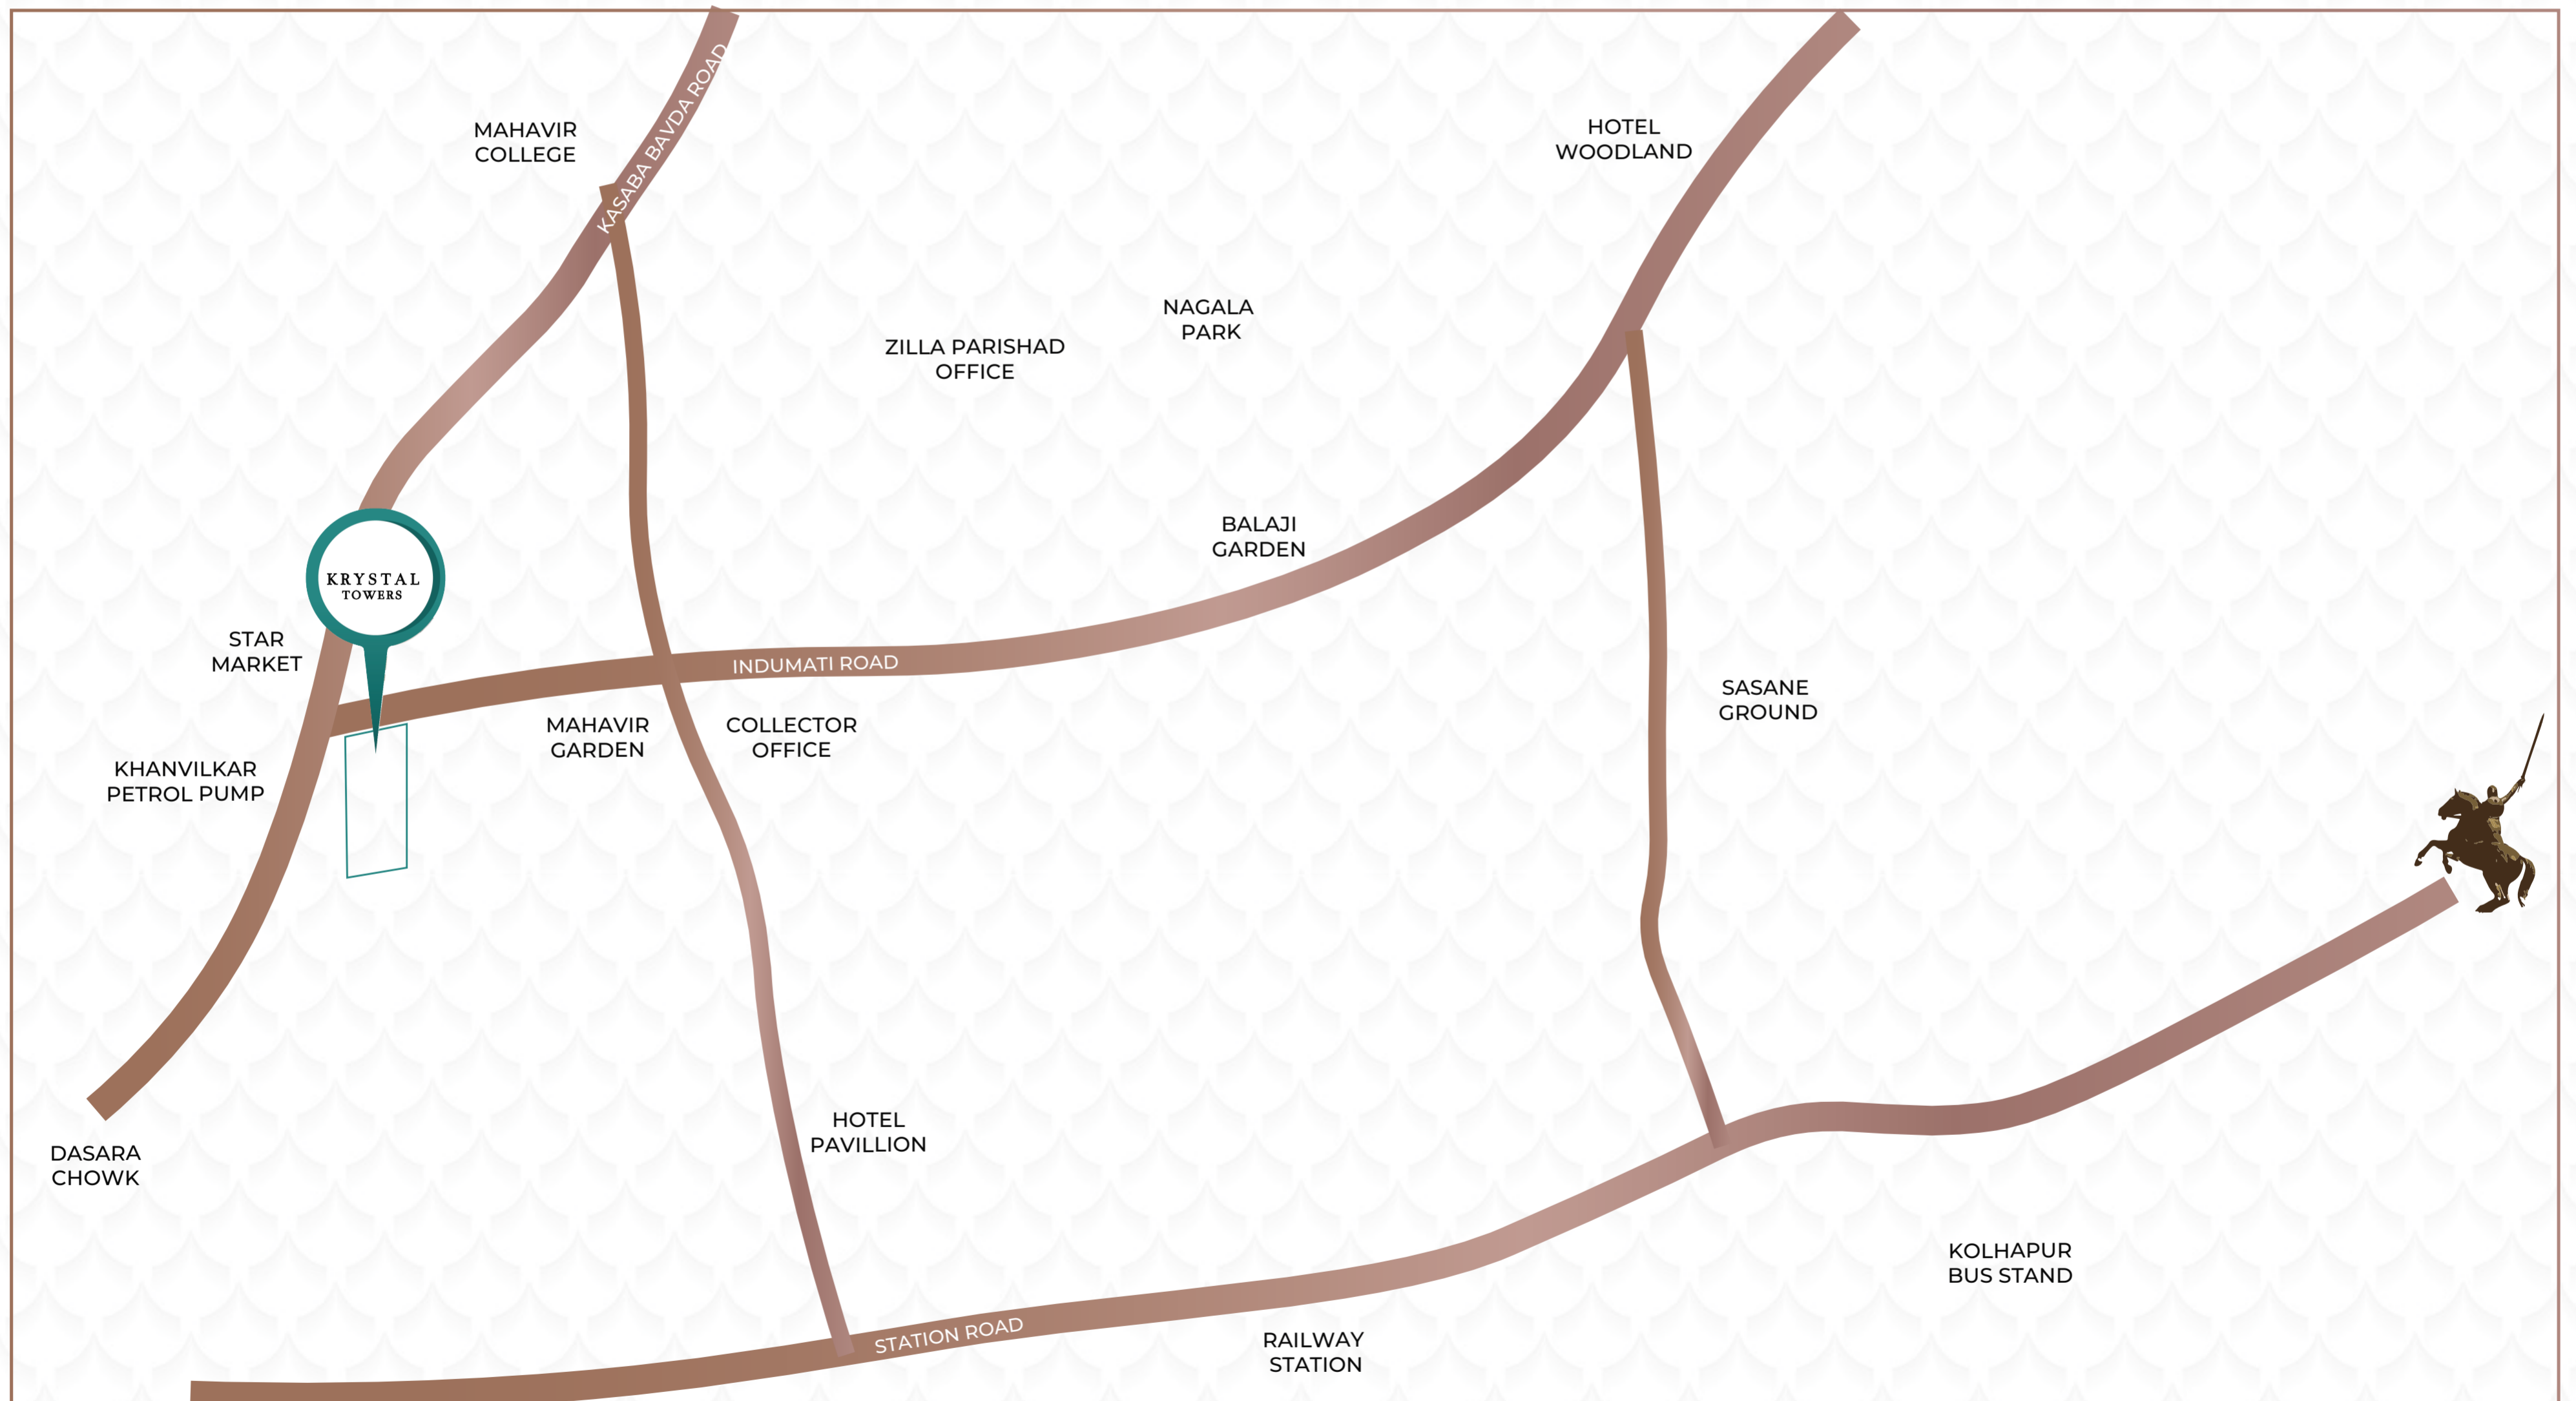 KASABA BAVDA ROAD
MAHAVIR
COLLEGE
HOTEL
WOODLAND
NAGALA
PARK
ZILLA PARISHAD
OFFICE
BALAJI
GARDEN
KRYSTAL
TOWERS
STAR
MARKET
INDUMATI ROAD
SASANE
GROUND
MAHAVIR
GARDEN
COLLECTOR
OFFICE
KHANVILKAR
PETROL PUMP
HOTEL
PAVILLION
DASARA
CHOWK
KOLHAPUR
BUS STAND
STATION ROAD
RAILWAY
STATION